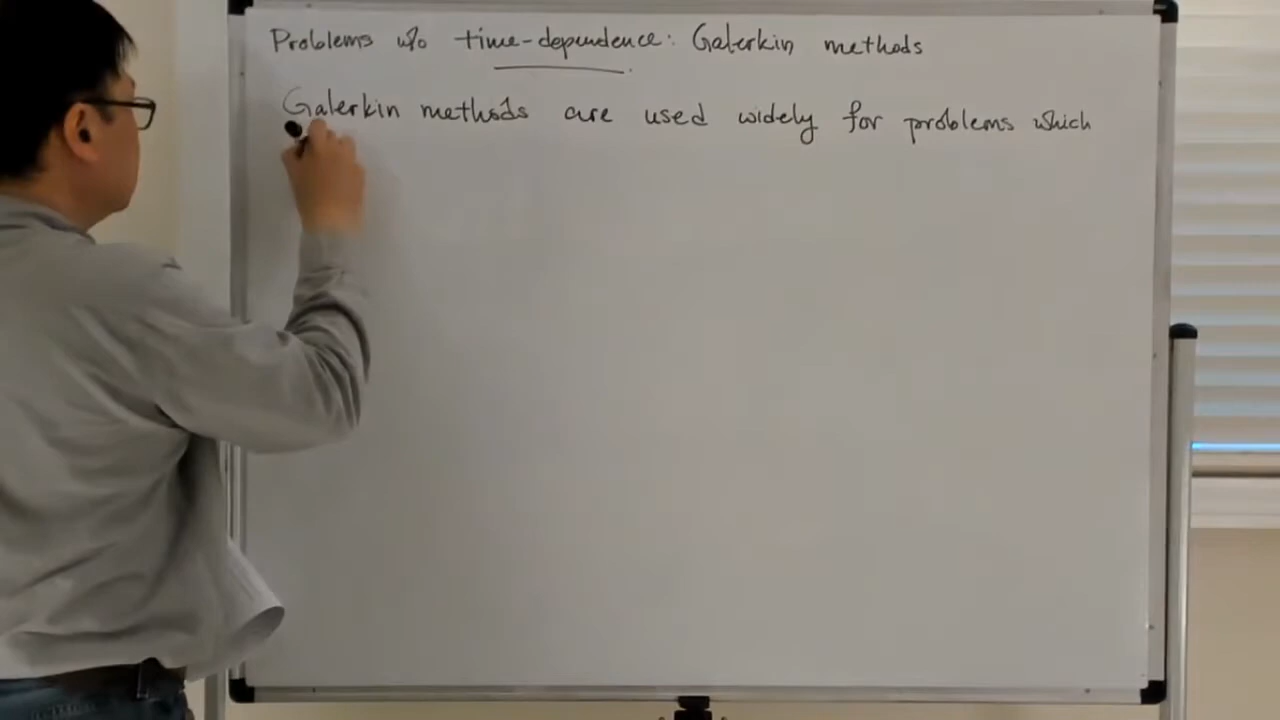 Problems w/o time-dependence: Galerkin methods
Galerkin methods are used widely for problems which